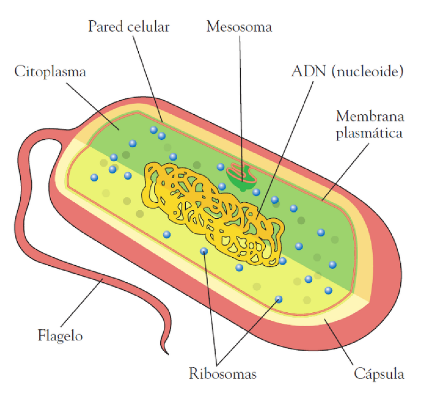 Pared celular
Mesosoma
Citoplasma
ADN (nucleoide)
Membrana
plasmática
Flagelo
Ribosomas
Cápsula